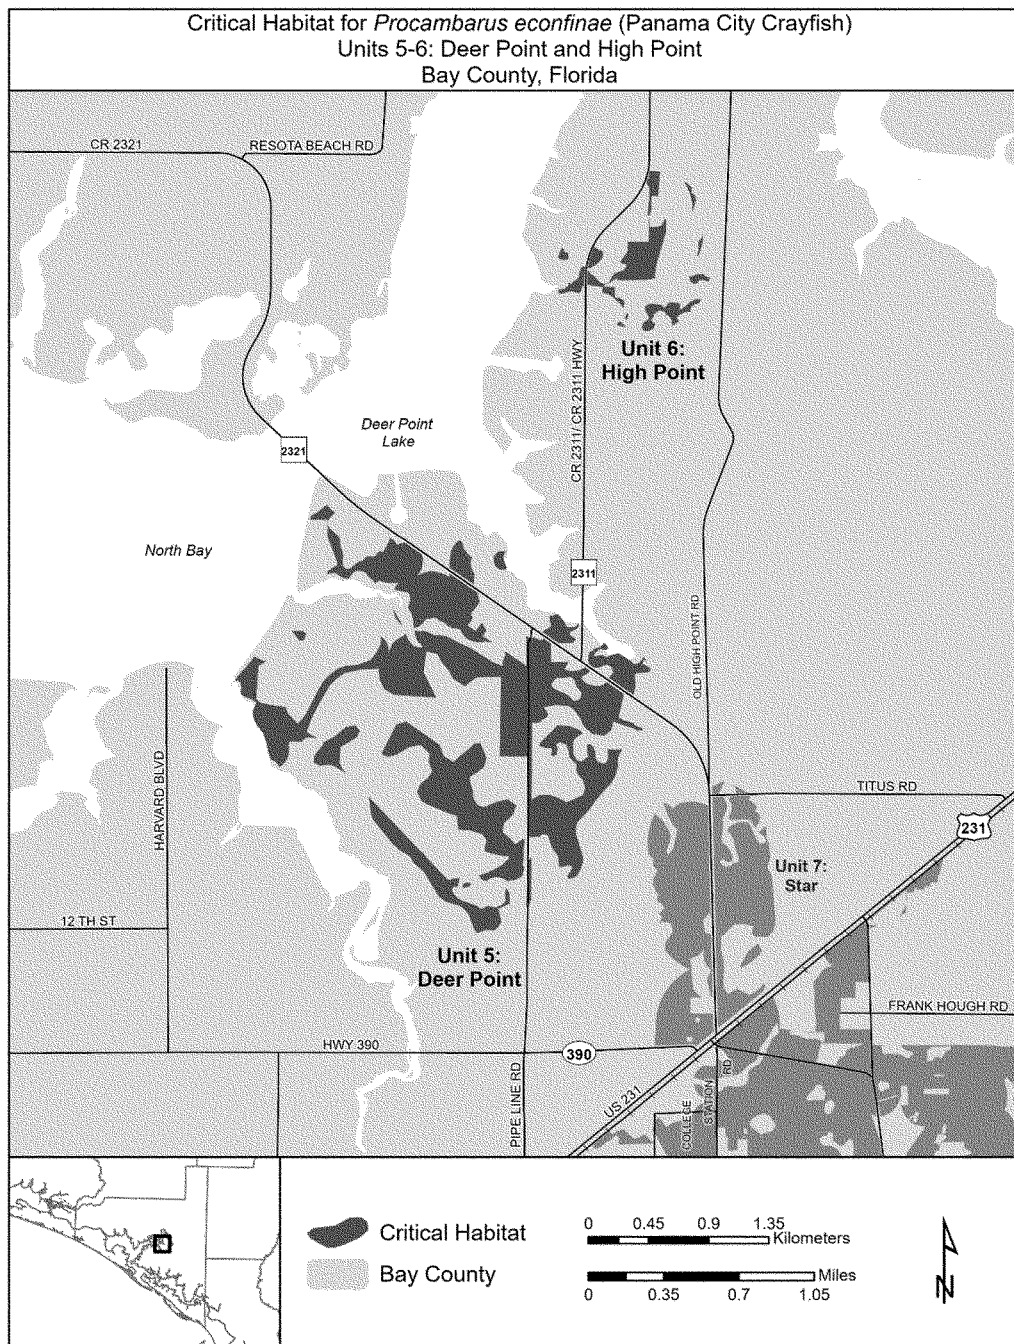 Critical Habitat for Procambarus econfinae (Panama City Crayfish)
Units 5-6: Deer Point and High Point
Bay County, Florida
CR 2321
RESOTA BEACH RD
Unit 6:
High Point
CR 2311/ CR 2311 HWY
Deer Point
Lake
2321
North Bay
2311
OLD HIGH POINT RD
HARVARD BLVD
TITUS RD
231
Unit 7:
Star
12 TH ST
Unit 5:
Deer Point
FRANK HOUGH RD
HWY 390
390
PIPE LINE RD
US 231
COLLEGE
STATION
RD
Critical Habitat
Bay County
0 0.45 0.9 1.35
Kilometers
Miles
0 0.35 0.7 1.05
N